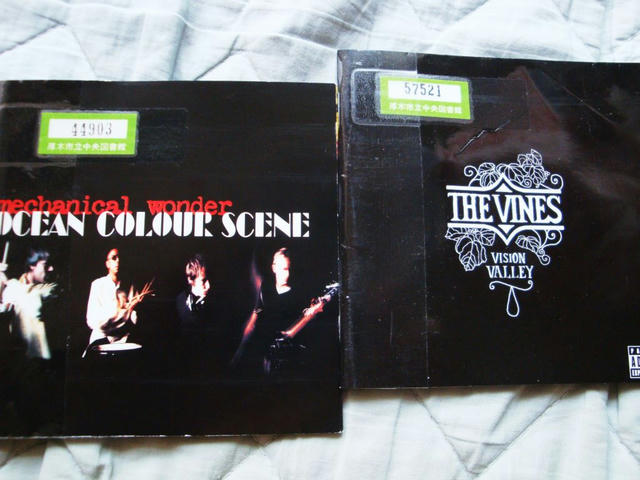 44903
厚木市立中央図書館
mechanical wonder
OCEAN COLOUR SCENE
57521
厚木市立中央図書館
THE VINES
VISION
VALLEY